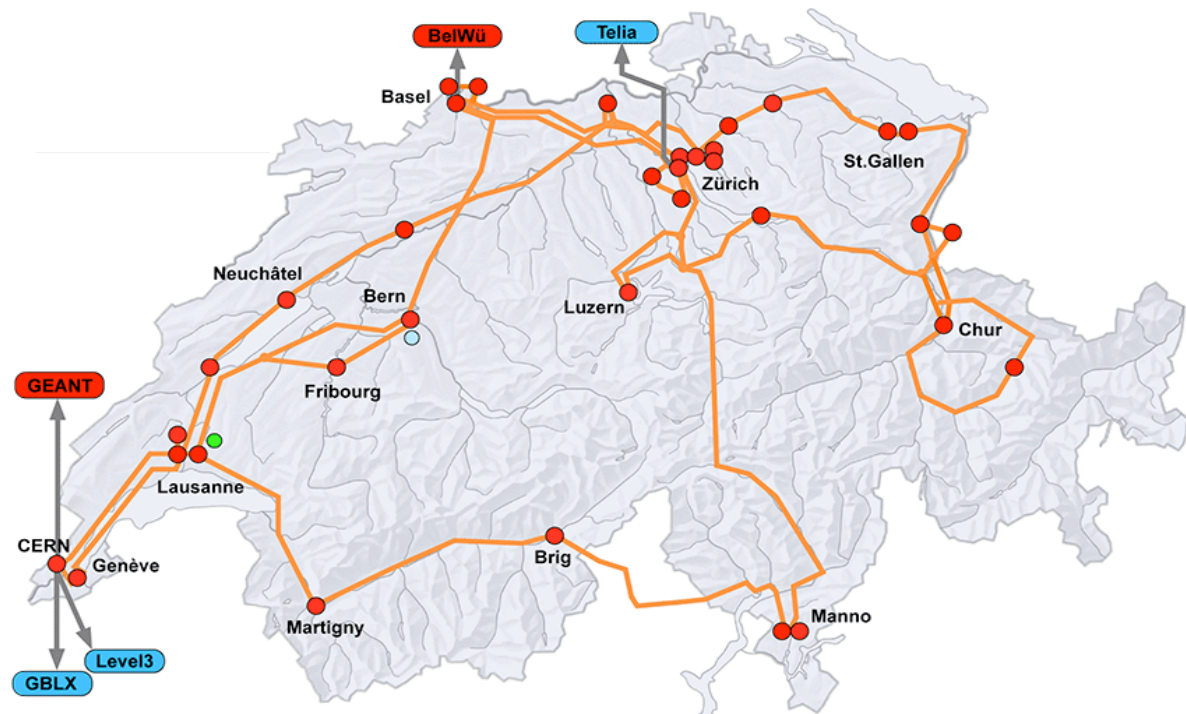 BelWü
Telia
Basel
St.Gallen
Zürich
Neuchâtel
Bern
Luzern
Chur
GEANT
Fribourg
Lausanne
CERN
Genève
Brig
Martigny
Manno
Level3
GBLX